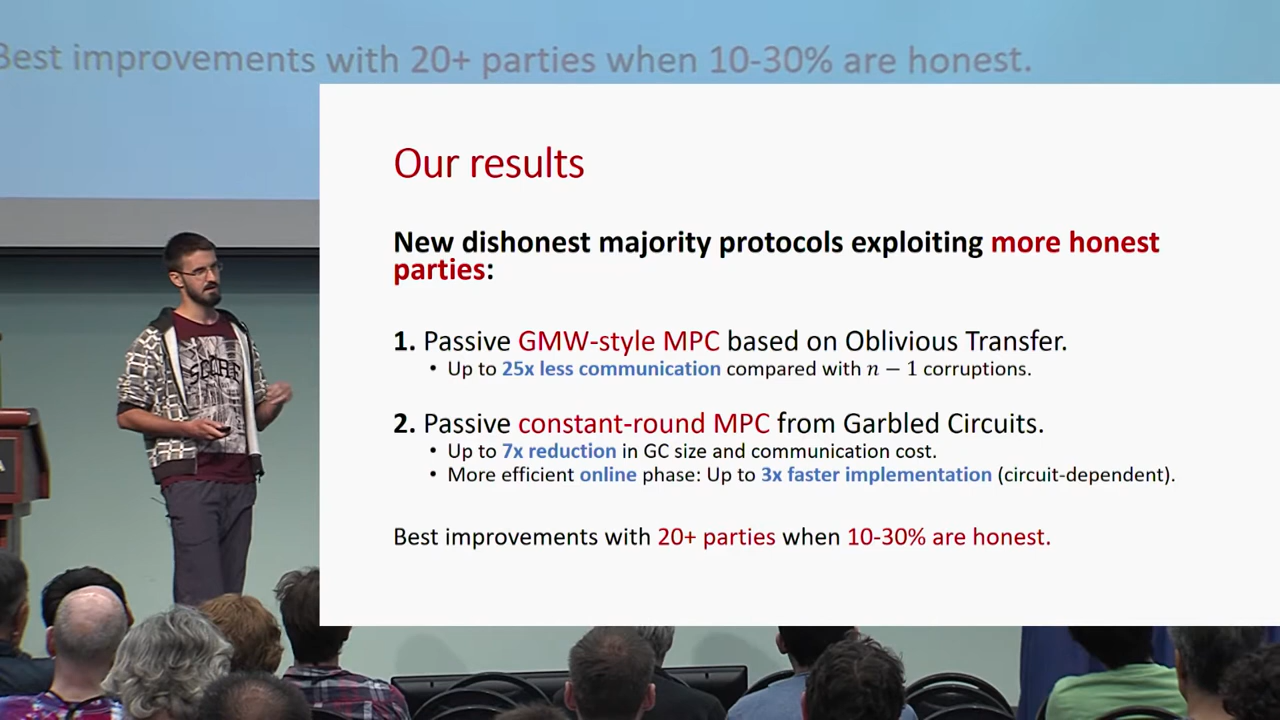 Best improvements with 20+ parties when 10-30% are honest.
Our results
New dishonest majority protocols exploiting more honest
parties:
1. Passive GMW-style MPC based on Oblivious Transfer.
• Up to 25x less communication compared with n − 1 corruptions.
2. Passive constant-round MPC from Garbled Circuits.
• Up to 7x reduction in GC size and communication cost.
• More efficient online phase: Up to 3x faster implementation (circuit-dependent).
Best improvements with 20+ parties when 10-30% are honest.